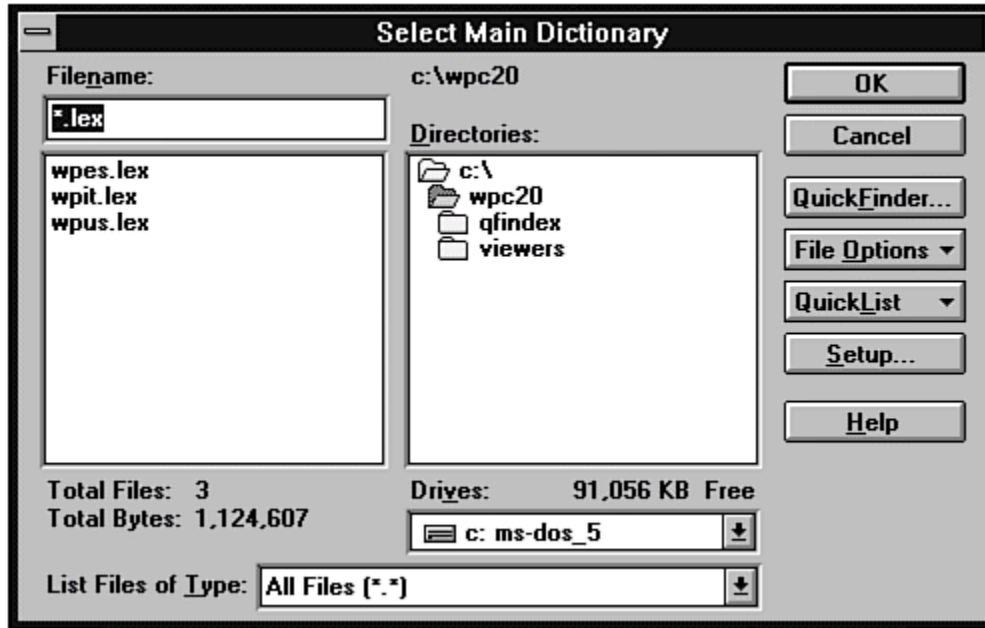 Select Main Dictionary
Filename:
*.lex
wpes.lex
wpit.lex
wpus.lex
Total Files: 3
Total Bytes: 1,124,607
c:\wpc20
Directories:
c:\
wpc20
qfindex
viewers
Drives: 91,056 KB Free
c: ms-dos_5
List Files of Type: All Files (*.*)
OK
Cancel
QuickFinder...
File Options
QuickList
Setup...
Help